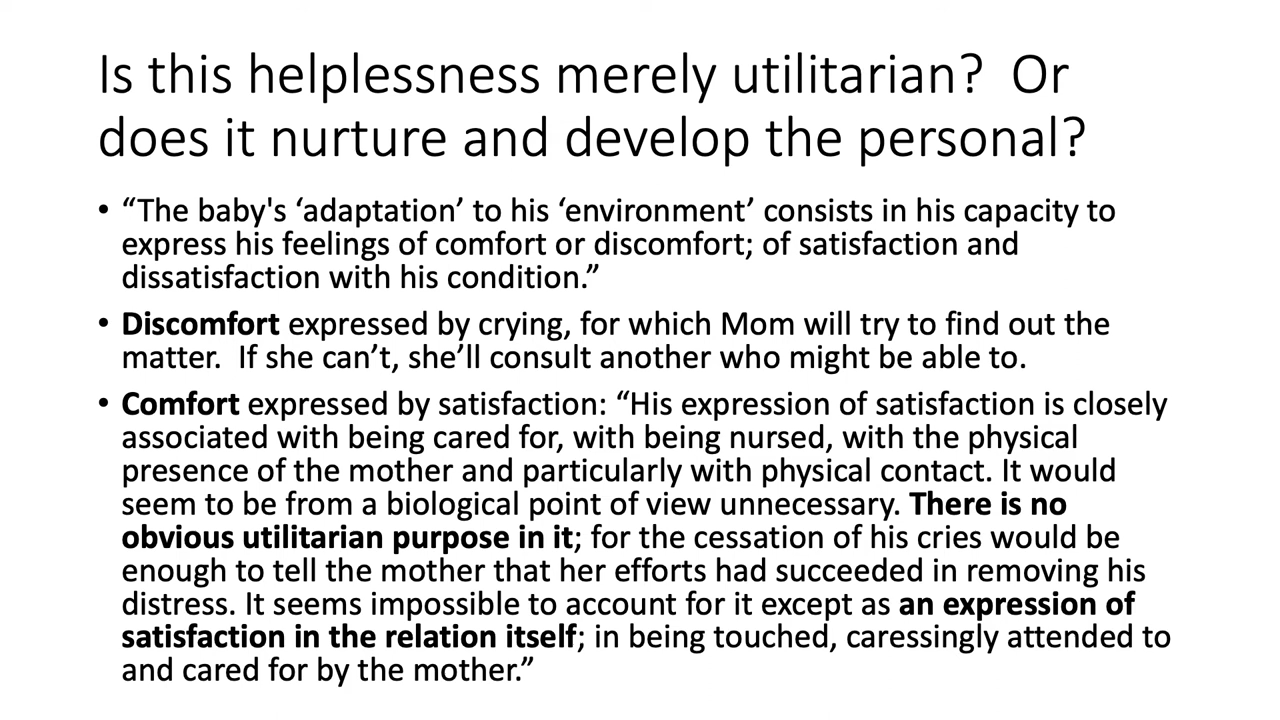 Is this helplessness merely utilitarian?  Or
does it nurture and develop the personal?
• “The baby's ‘adaptation’ to his ‘environment’ consists in his capacity to
express his feelings of comfort or discomfort; of satisfaction and
dissatisfaction with his condition.”
• Discomfort expressed by crying, for which Mom will try to find out the
matter.  If she can’t, she’ll consult another who might be able to.
• Comfort expressed by satisfaction: “His expression of satisfaction is closely
associated with being cared for, with being nursed, with the physical
presence of the mother and particularly with physical contact. It would
seem to be from a biological point of view unnecessary. There is no
obvious utilitarian purpose in it; for the cessation of his cries would be
enough to tell the mother that her efforts had succeeded in removing his
distress. It seems impossible to account for it except as an expression of
satisfaction in the relation itself; in being touched, caressingly attended to
and cared for by the mother.”